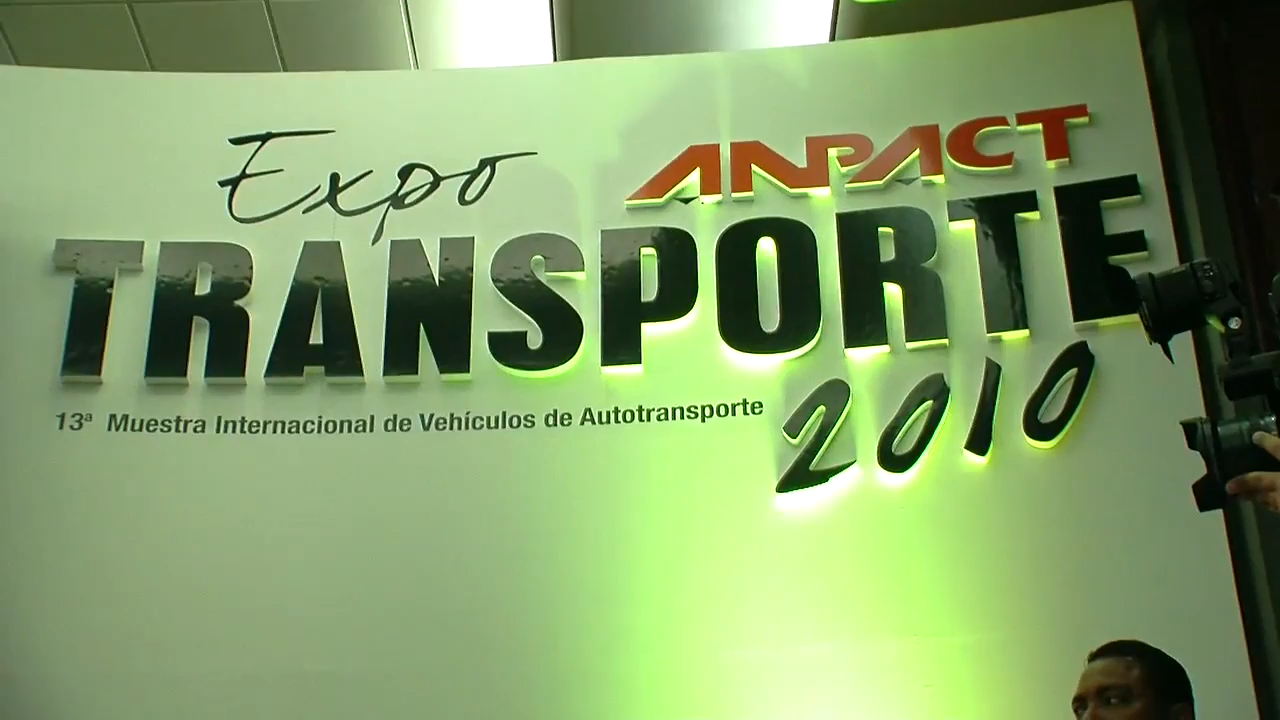 Expo ANPACT
TRANSPORTE
13ª Muestra Internacional de Vehículos de Autotransporte
2010